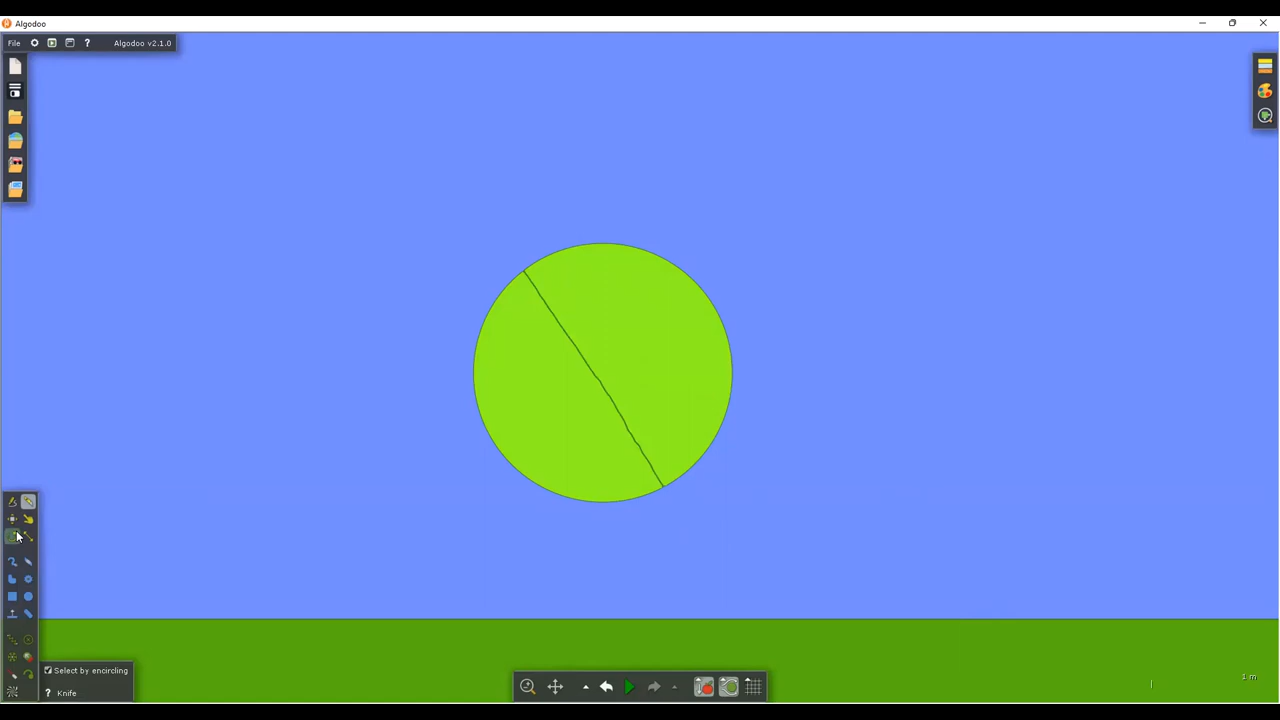 Algodoo
File ? Algodoo v2.1.0
Select by encircling
? Knife
1 m